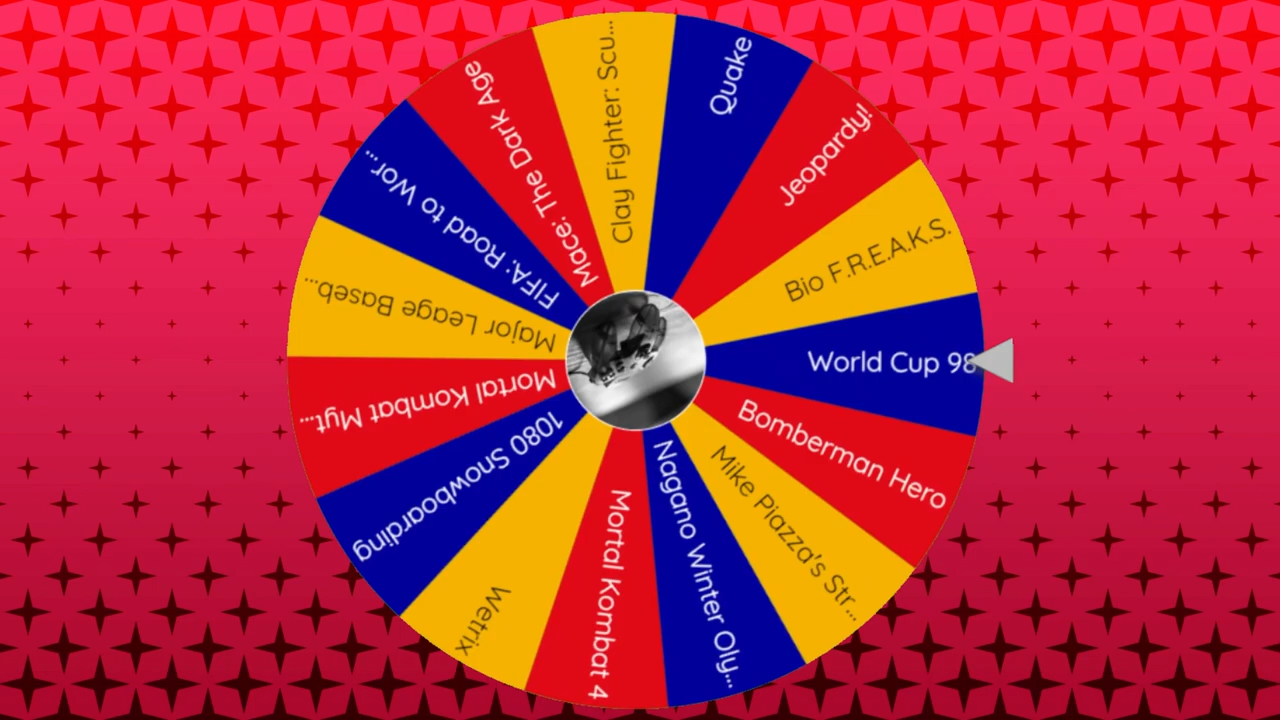 Clay Fighter: Scu...
Quake
Jeopardy!
Bio F.R.E.A.K.S.
World Cup 98
Bomberman Hero
Mike Piazza's Str...
Nagano Winter Oly...
Mortal Kombat 4
Wetrix
1080 Snowboarding
Mortal Kombat Myt...
Major Leage Baseb...
FIFA: Road to Wor...
Mace: The Dark Age